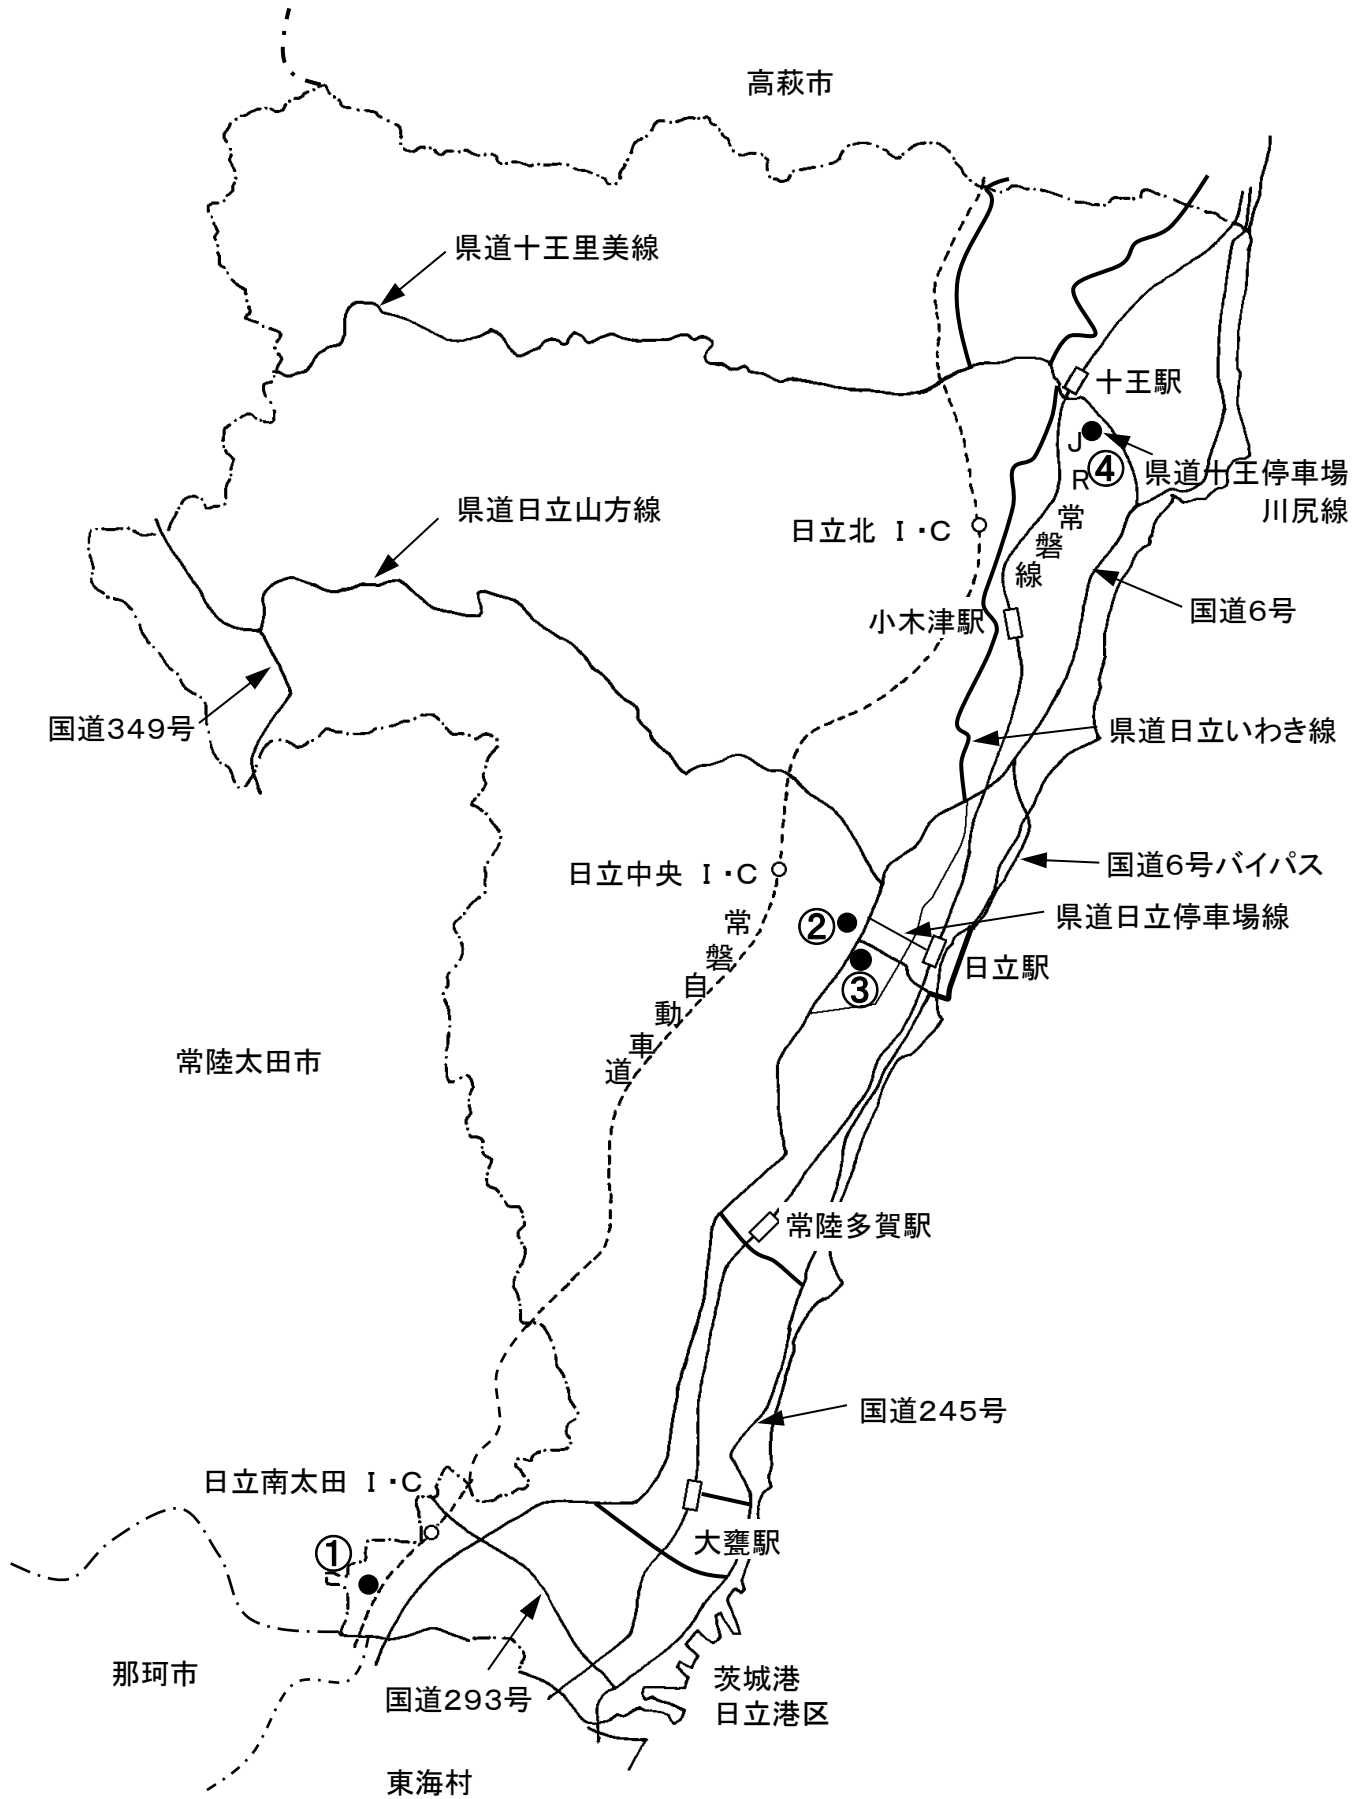 高萩市
県道十王里美線
十王駅
④
県道十王停車場
川尻線
JR常磐線
県道日立山方線
日立北 I・C
国道6号
小木津駅
国道349号
県道日立いわき線
国道6号バイパス
日立中央 I・C
県道日立停車場線
②
日立駅
③
常磐自動車道
常陸太田市
常陸多賀駅
国道245号
日立南太田 I・C
大甕駅
①
那珂市
国道293号
茨城港
日立港区
東海村